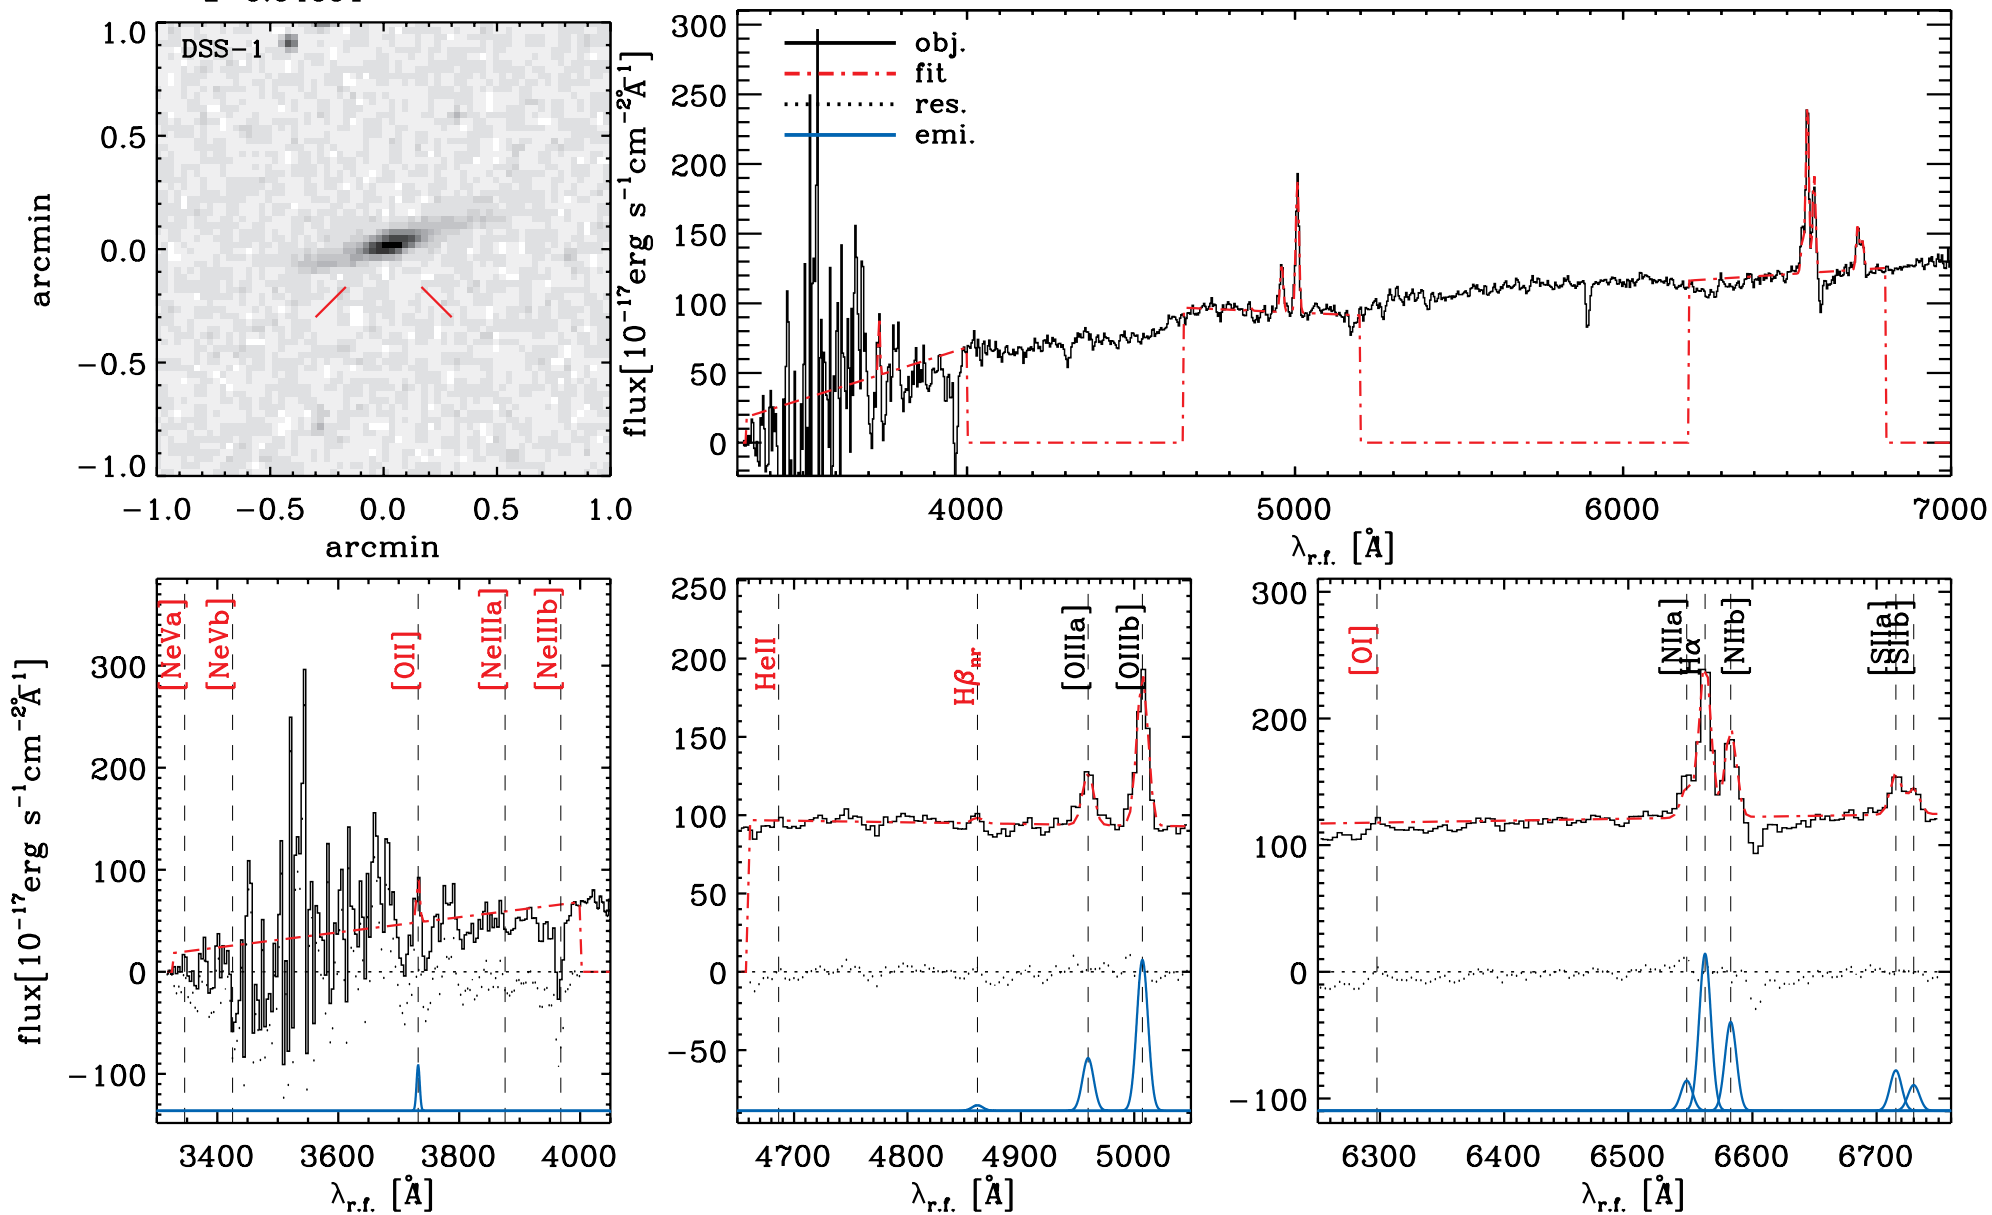 DSS-1
1.0
0.5
0.0
−0.5
−1.0
arcmin
−1.0 −0.5 0.0 0.5 1.0
arcmin
flux[10⁻¹⁷erg s⁻¹cm⁻²Å⁻¹]
300
250
200
150
100
50
0
obj.
fit
res.
emi.
4000 5000 6000 7000
λr.f. [Å]
flux[10⁻¹⁷erg s⁻¹cm⁻²Å⁻¹]
300
200
100
0
−100
[NeVa]
[NeVb]
[OII]
[NeIIIa]
[NeIIIb]
3400 3600 3800 4000
λr.f. [Å]
250
200
150
100
50
0
−50
HeII
Hβnr
[OIIIa]
[OIIIb]
4700 4800 4900 5000
λr.f. [Å]
300
200
100
0
−100
[OI]
[NIIa]
Hα
[NIIb]
[SIIa]
[SIIb]
6300 6400 6500 6600 6700
λr.f. [Å]